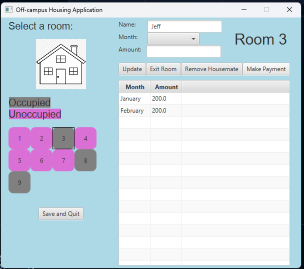 Off-campus Housing Application
Select a room:
Occupied
Unoccupied
1 2 3 4
5 6 7 8
9
Save and Quit
Name: Jeff
Month:
Amount:
Room 3
Update Exit Room Remove Housemate Make Payment
Month Amount
January 200.0
February 200.0